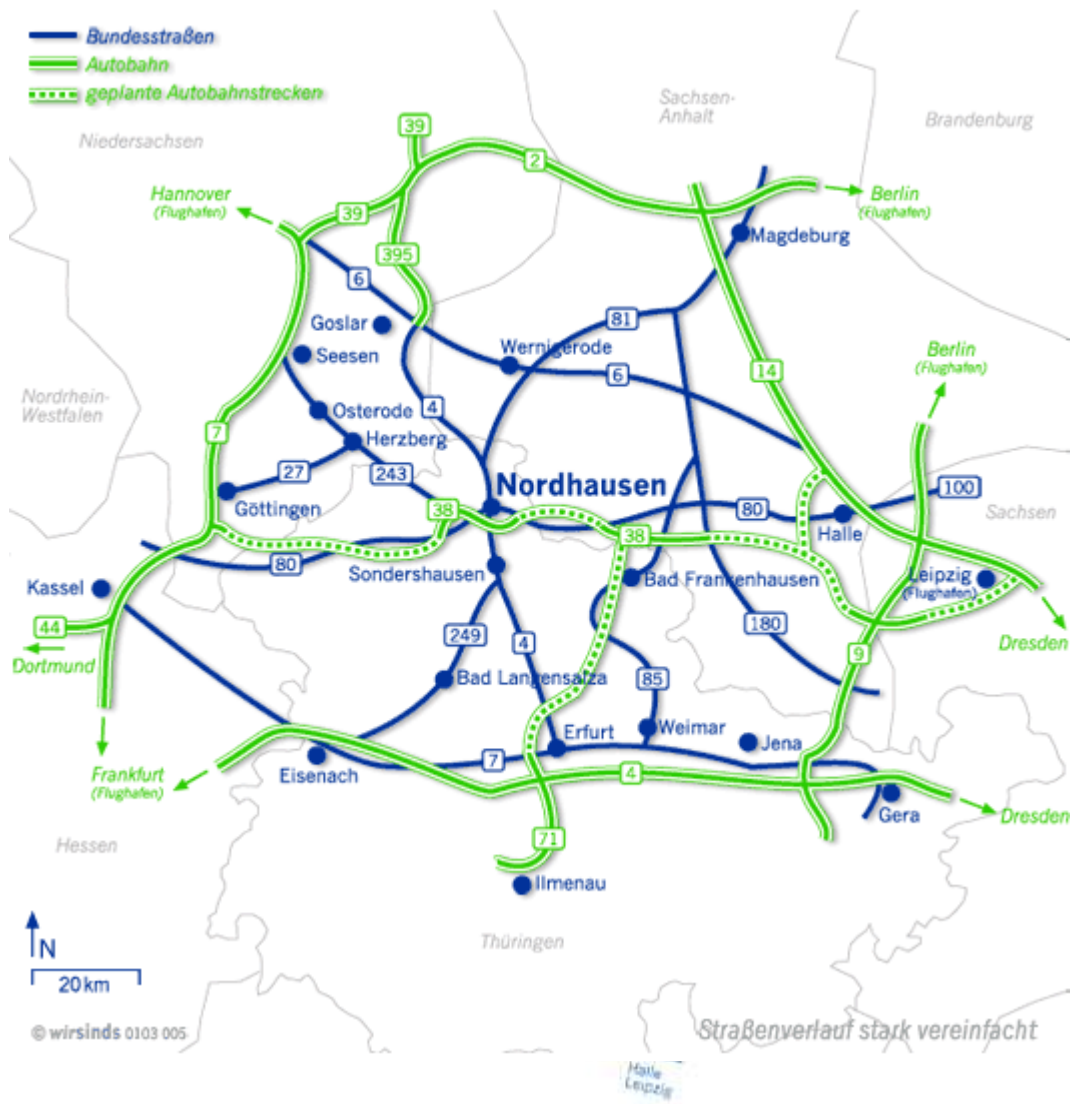 Bundesstraßen
Autobahn
geplante Autobahnstrecken
Sachsen-
Anhalt
Brandenburg
Niedersachsen
39
2
Hannover
(Flughafen)
39
Berlin
(Flughafen)
Magdeburg
395
6
Goslar
81
Seesen
Wernigerode
Berlin
(Flughafen)
14
6
Nordrhein-
Westfalen
4
Osterode
7
Herzberg
27
243
Nordhausen
100
Göttingen
38
80
Halle
Sachsen
38
80
Sondershausen
Kassel
Bad Frankenhausen
Leipzig
(Flughafen)
44
249
4
180
Dresden
Dortmund
9
Bad Langensalza
85
Erfurt
Weimar
Jena
7
4
Frankfurt
(Flughafen)
Eisenach
Gera
Dresden
71
Hessen
Ilmenau
N
Thüringen
20 km
© wirsinds 0103 005
Straßenverlauf stark vereinfacht
Halle
Leipzig